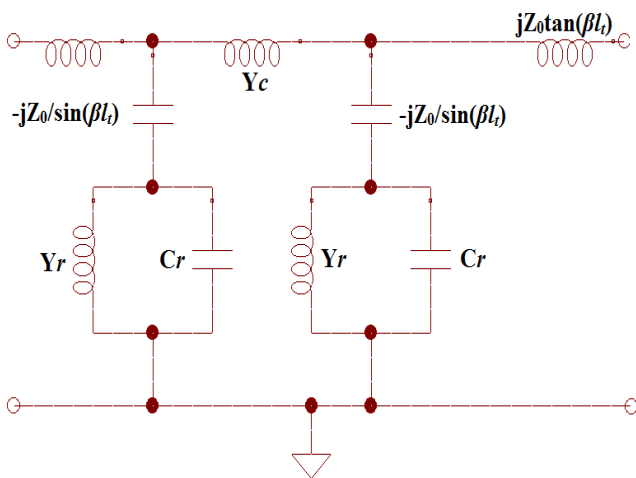 jZ₀tan(βlₜ)
Yc
-jZ₀/sin(βlₜ)
-jZ₀/sin(βlₜ)
Yr
Cr
Yr
Cr